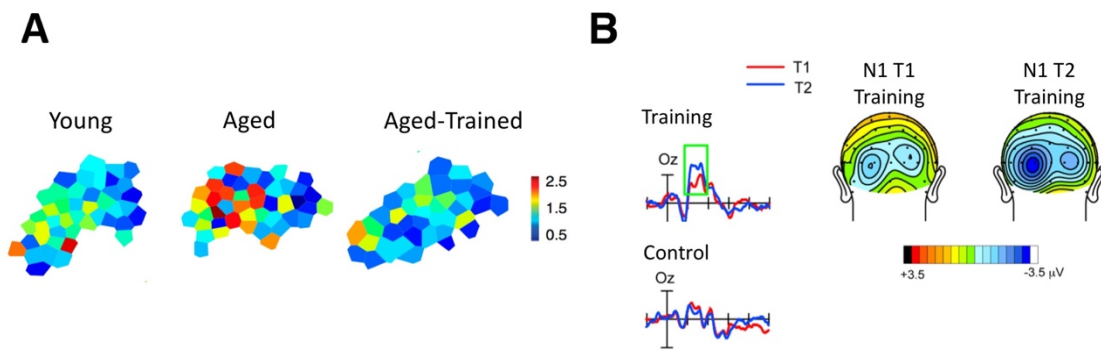 A
B
Young
Aged
Aged-Trained
2.5
1.5
0.5
T1
T2
Training
Oz
Control
Oz
N1 T1
Training
N1 T2
Training
+3.5
-3.5 µV